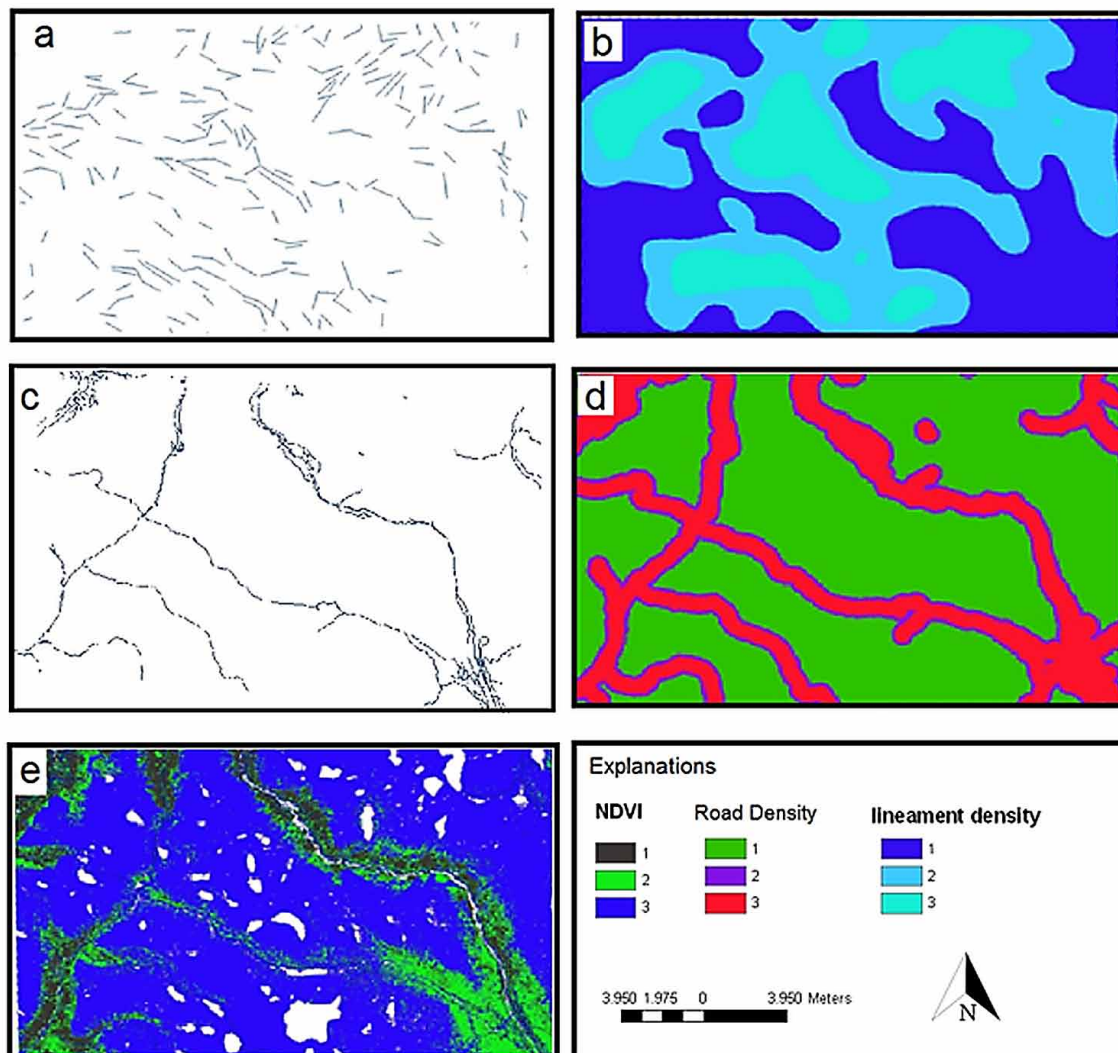 a
b
c
d
e
Explanations
NDVI
1
2
3
Road Density
1
2
3
lineament density
1
2
3
3.950 1.975 0 3.950 Meters
N